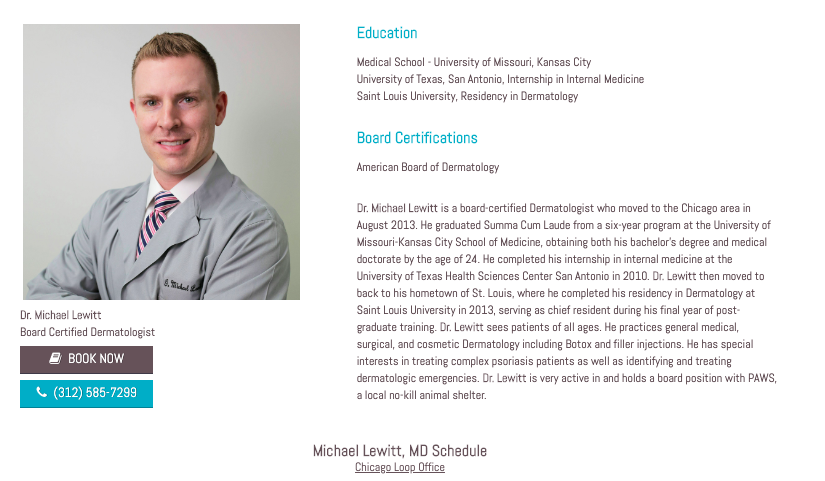 Education
Medical School - University of Missouri, Kansas City
University of Texas, San Antonio, Internship in Internal Medicine
Saint Louis University, Residency in Dermatology
Board Certifications
American Board of Dermatology
Dr. Michael Lewitt is a board-certified Dermatologist who moved to the Chicago area in
August 2013. He graduated Summa Cum Laude from a six-year program at the University of
Missouri-Kansas City School of Medicine, obtaining both his bachelor's degree and medical
doctorate by the age of 24. He completed his internship in internal medicine at the
University of Texas Health Sciences Center San Antonio in 2010. Dr. Lewitt then moved to
back to his hometown of St. Louis, where he completed his residency in Dermatology at
Saint Louis University in 2013, serving as chief resident during his final year of post-
graduate training. Dr. Lewitt sees patients of all ages. He practices general medical,
surgical, and cosmetic Dermatology including Botox and filler injections. He has special
interests in treating complex psoriasis patients as well as identifying and treating
dermatologic emergencies. Dr. Lewitt is very active in and holds a board position with PAWS,
a local no-kill animal shelter.
Dr. Michael Lewitt
Board Certified Dermatologist
BOOK NOW
(312) 585-7299
Michael Lewitt, MD Schedule
Chicago Loop Office